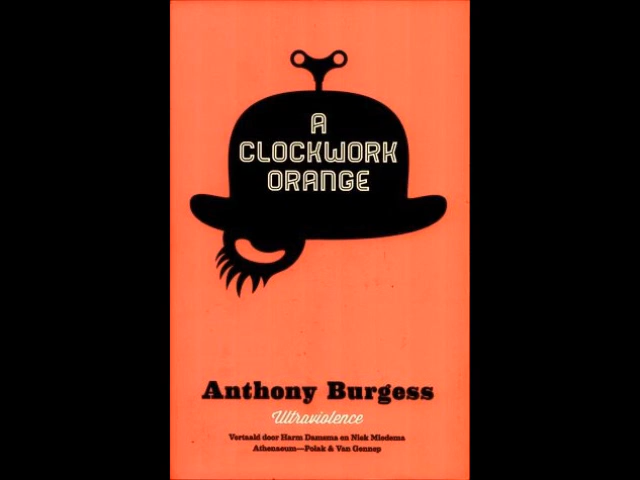 A
CLOCKWORK
ORANGE
Anthony Burgess
Ultraviolence
Vertaald door Harm Damsma en Niek Miedema
Athenaeum—Polak & Van Gennep